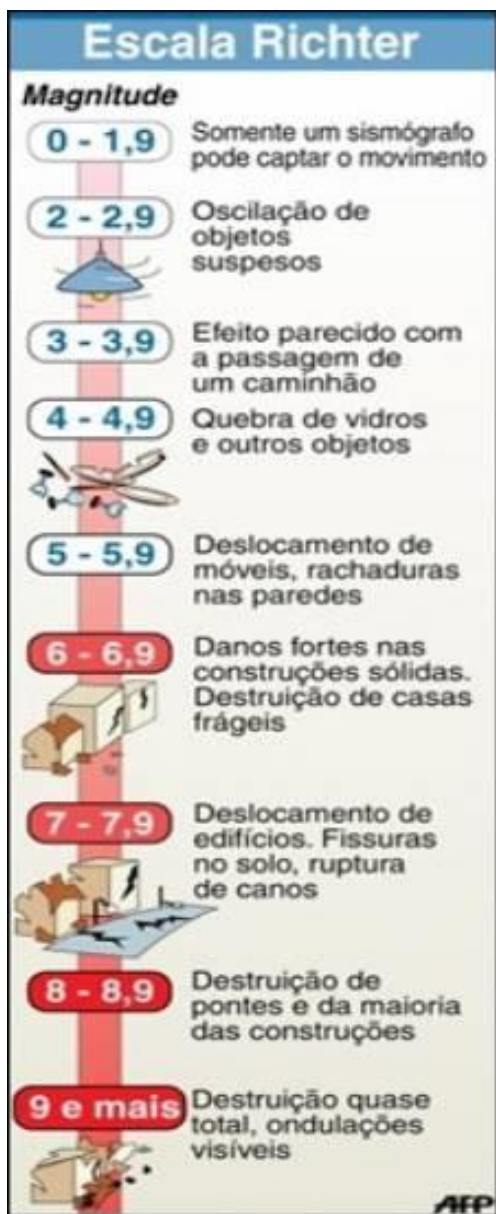 Escala Richter
Magnitude
0 - 1,9
Somente um sismógrafo
pode captar o movimento
2 - 2,9
Oscilação de
objetos
suspesos
3 - 3,9
Efeito parecido com
a passagem de
um caminhão
4 - 4,9
Quebra de vidros
e outros objetos
5 - 5,9
Deslocamento de
móveis, rachaduras
nas paredes
6 - 6,9
Danos fortes nas
construções sólidas.
Destruição de casas
frágeis
7 - 7,9
Deslocamento de
edifícios. Fissuras
no solo, ruptura
de canos
8 - 8,9
Destruição de
pontes e da maioria
das construções
9 e mais
Destruição quase
total, ondulações
visíveis
AFP